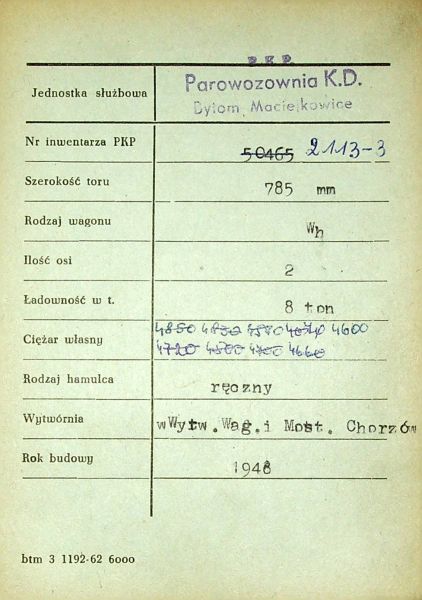 P K P
Jednostka służbowa Parowozownia K.D.
Bytom, Maciejkowice
Nr inwentarza PKP 50465 2113-3
Szerokość toru 785 mm
Rodzaj wagonu Wh
Ilość osi 2
Ładowność w t. 8 ton
4850 4600
Ciężar własny 4720 4660
Rodzaj hamulca ręczny
Wytwórnia wWytw.Wag.i Most. Chorzów
Rok budowy 1948
btm 3 1192-62 6000